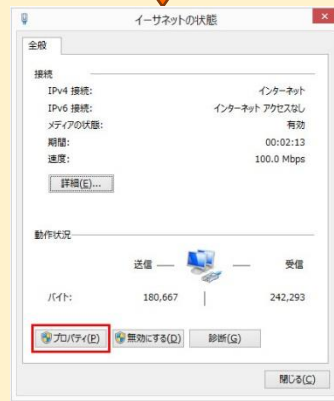 イーサネットの状態
全般
接続
IPv4 接続: インターネット
IPv6 接続: インターネット アクセスなし
メディアの状態: 有効
期間: 00:02:13
速度: 100.0 Mbps
詳細(E)...
動作状況
送信 — — 受信
バイト: 180,667 242,293
プロパティ(P) 無効にする(D) 診断(G)
閉じる(C)